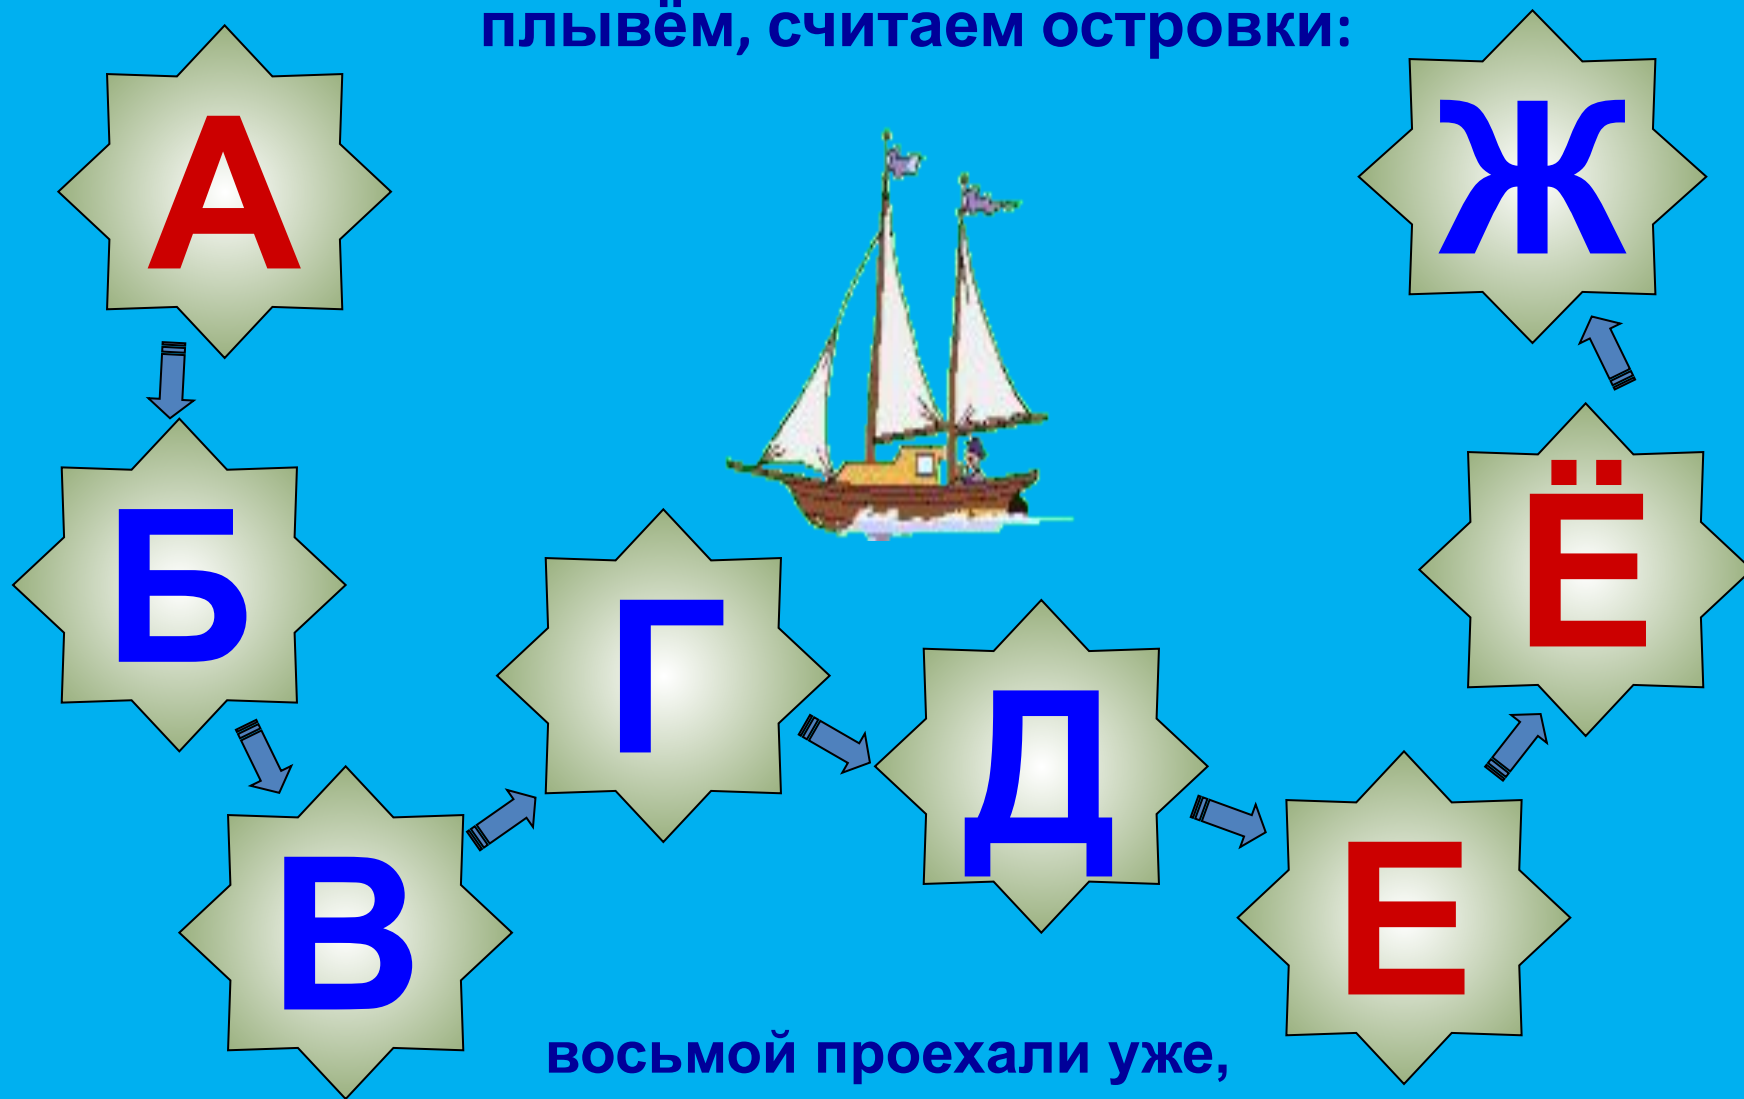 плывём, считаем островки:
А
Б
В
Г
Д
Е
Ё
Ж
восьмой проехали уже,